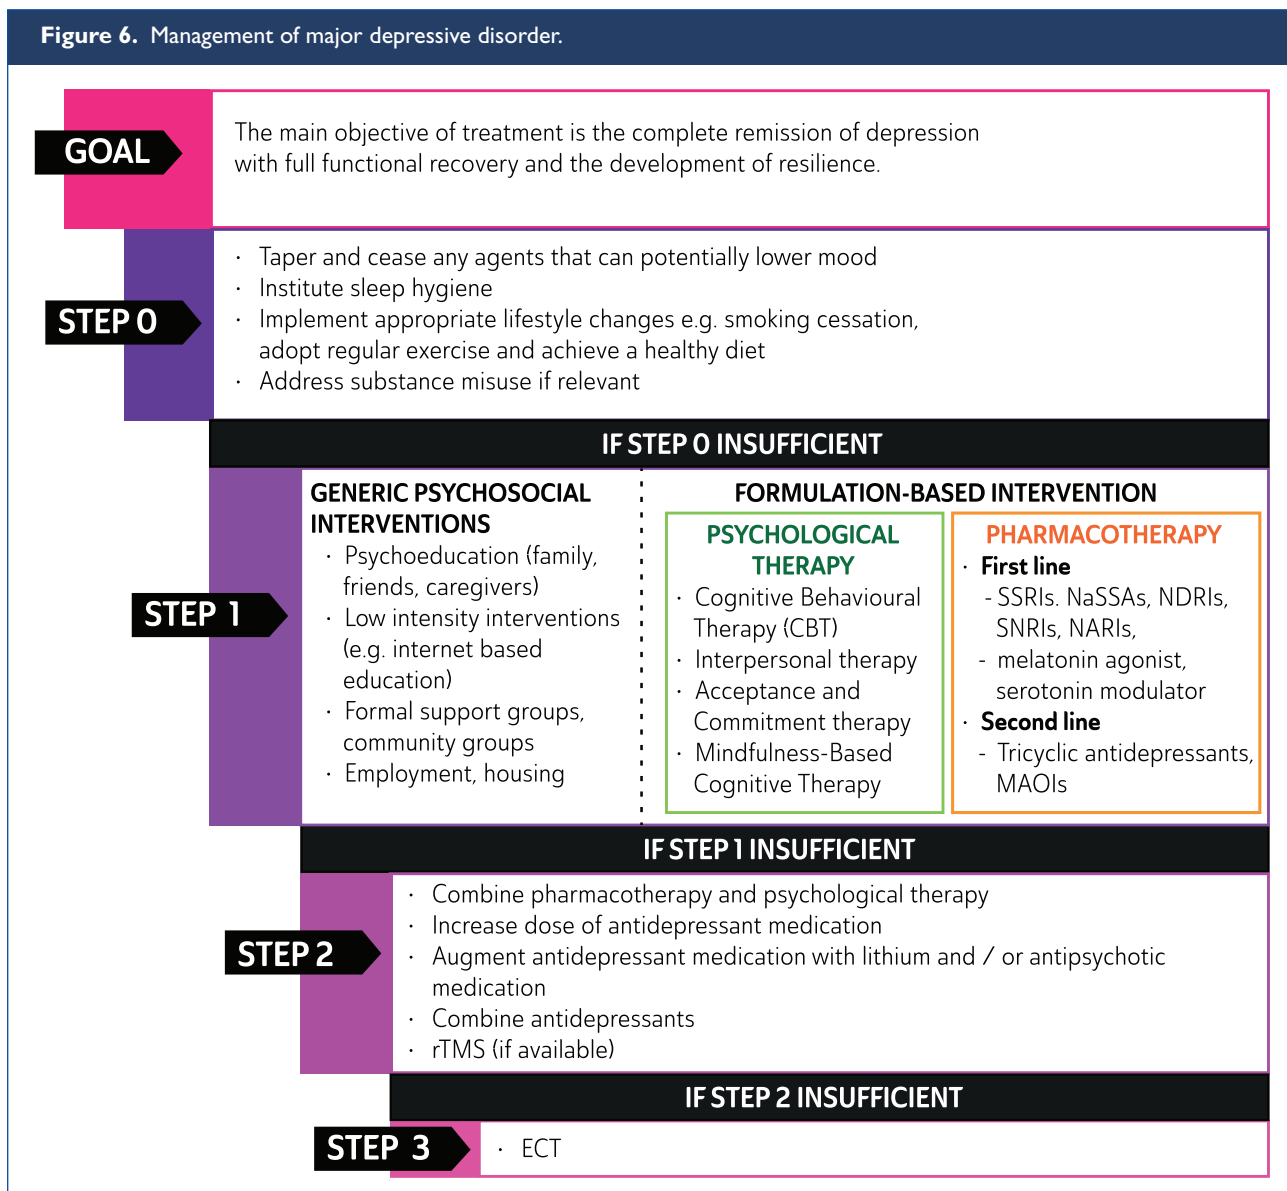 Figure 6. Management of major depressive disorder.
GOAL
The main objective of treatment is the complete remission of depression
with full functional recovery and the development of resilience.
STEP 0
· Taper and cease any agents that can potentially lower mood
· Institute sleep hygiene
· Implement appropriate lifestyle changes e.g. smoking cessation,
adopt regular exercise and achieve a healthy diet
· Address substance misuse if relevant
IF STEP 0 INSUFFICIENT
STEP 1
GENERIC PSYCHOSOCIAL
INTERVENTIONS
· Psychoeducation (family,
friends, caregivers)
· Low intensity interventions
(e.g. internet based
education)
· Formal support groups,
community groups
· Employment, housing
FORMULATION-BASED INTERVENTION
PSYCHOLOGICAL
THERAPY
· Cognitive Behavioural
Therapy (CBT)
· Interpersonal therapy
· Acceptance and
Commitment therapy
· Mindfulness-Based
Cognitive Therapy
PHARMACOTHERAPY
· First line
- SSRIs. NaSSAs, NDRIs,
SNRIs, NARIs,
- melatonin agonist,
serotonin modulator
· Second line
- Tricyclic antidepressants,
MAOIs
IF STEP 1 INSUFFICIENT
STEP 2
· Combine pharmacotherapy and psychological therapy
· Increase dose of antidepressant medication
· Augment antidepressant medication with lithium and / or antipsychotic
medication
· Combine antidepressants
· rTMS (if available)
IF STEP 2 INSUFFICIENT
STEP 3
· ECT